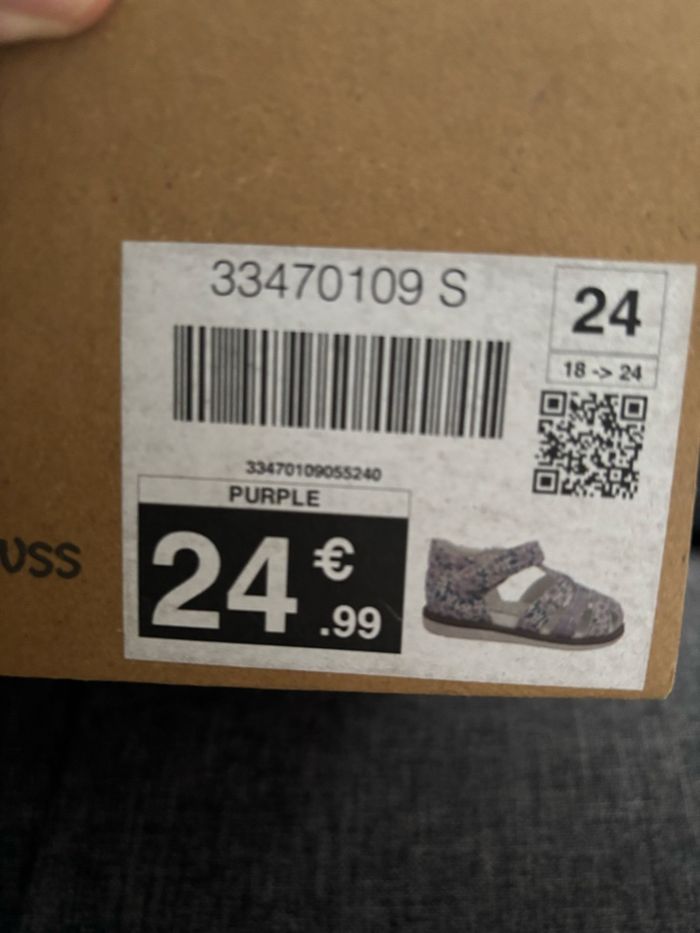 33470109 S
24
18 -> 24
33470109055240
PURPLE
24 €
.99
uss